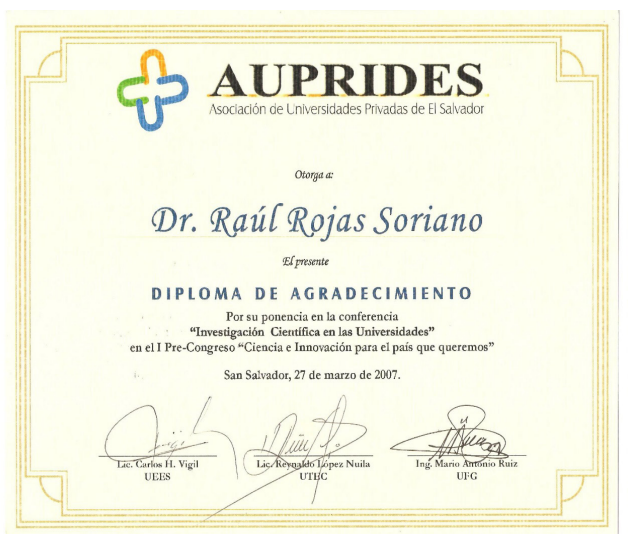 AUPRIDES
Asociación de Universidades Privadas de El Salvador
Otorga a:
Dr. Raúl Rojas Soriano
El presente
DIPLOMA DE AGRADECIMIENTO
Por su ponencia en la conferencia
“Investigación Científica en las Universidades”
en el I Pre-Congreso “Ciencia e Innovación para el país que queremos”
San Salvador, 27 de marzo de 2007.
Lic. Carlos H. Vigil
UEES
Lic. Reynaldo López Nuila
UTEC
Ing. Mario Antonio Ruiz
UFG